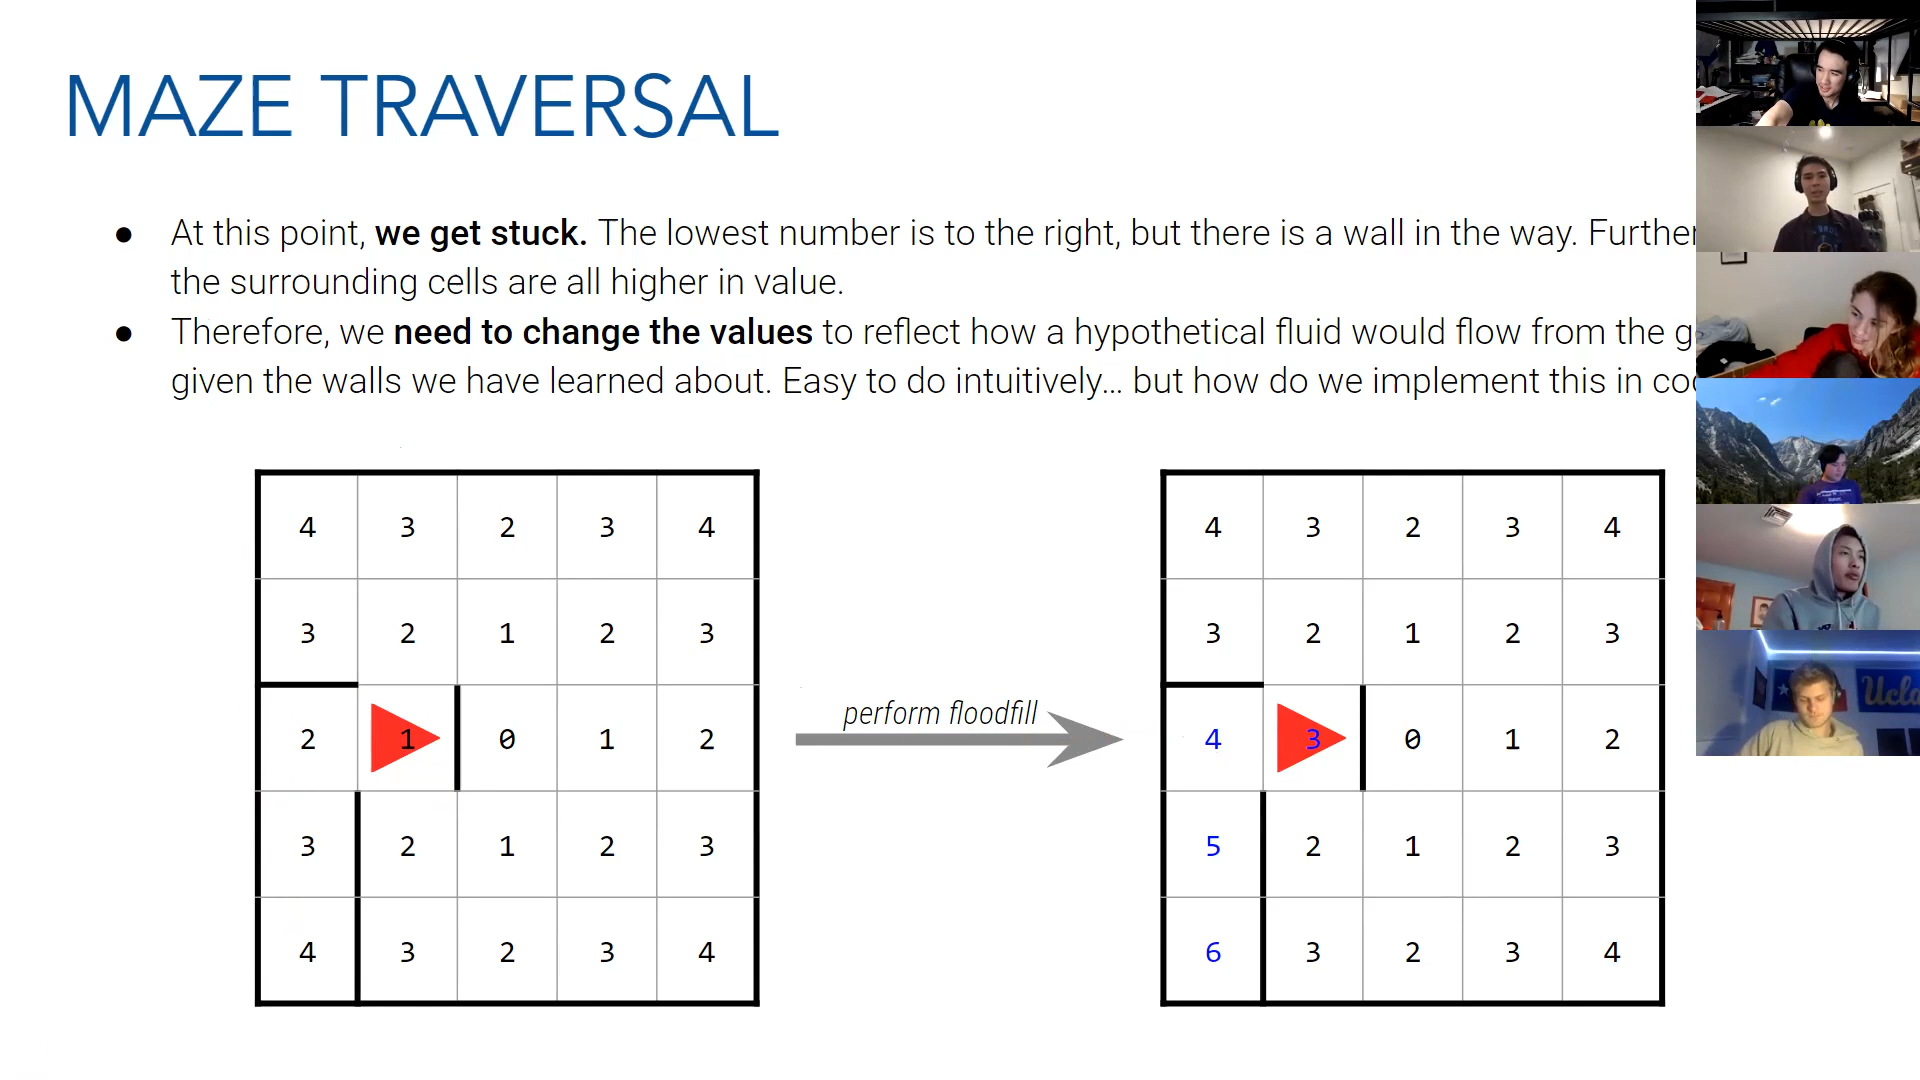 MAZE TRAVERSAL
● At this point, we get stuck. The lowest number is to the right, but there is a wall in the way. Further
the surrounding cells are all higher in value.
● Therefore, we need to change the values to reflect how a hypothetical fluid would flow from the g
given the walls we have learned about. Easy to do intuitively... but how do we implement this in co
4 3 2 3 4
3 2 1 2 3
2 1 0 1 2
3 2 1 2 3
4 3 2 3 4
perform floodfill
4 3 2 3 4
3 2 1 2 3
4 3 0 1 2
5 2 1 2 3
6 3 2 3 4
Ucla